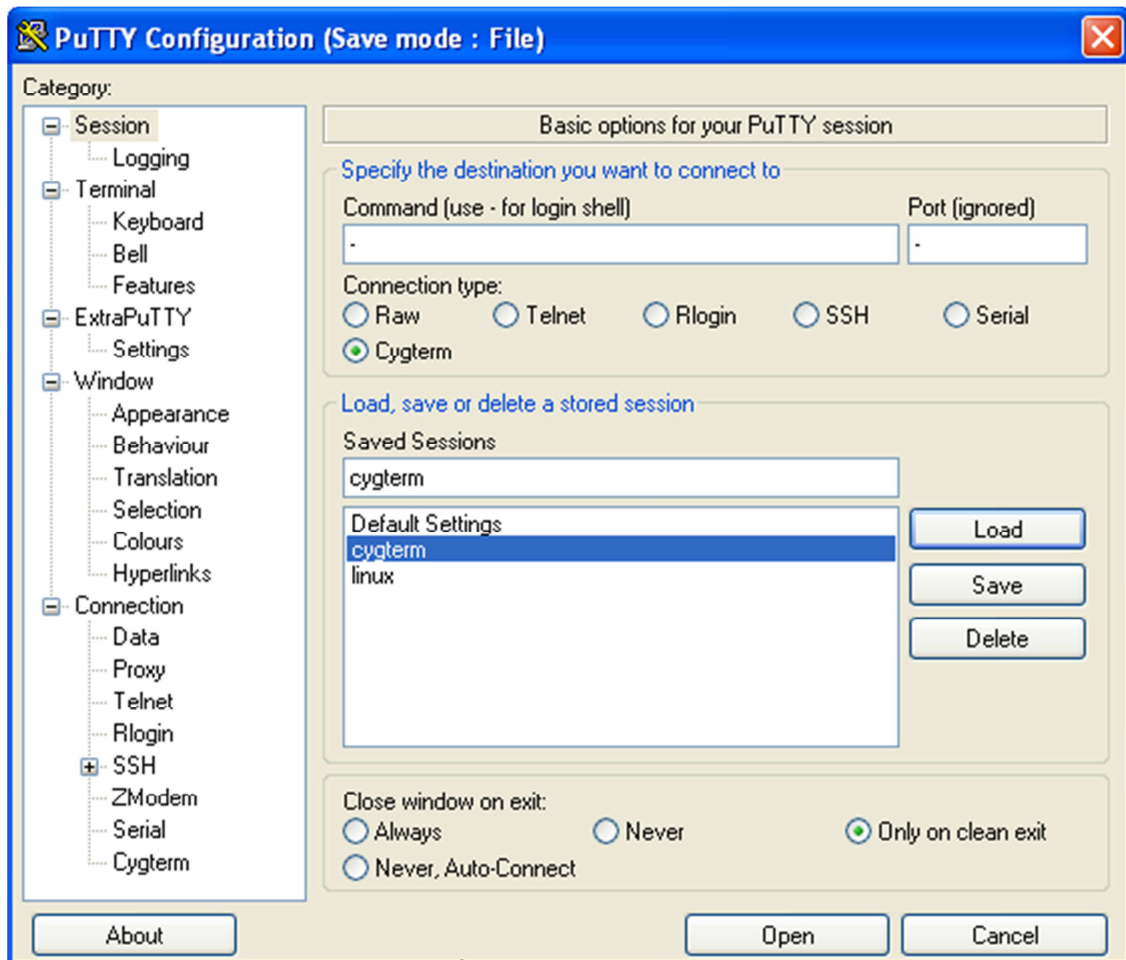 PuTTY Configuration (Save mode : File)
Category:
Session
Logging
Terminal
Keyboard
Bell
Features
ExtraPuTTY
Settings
Window
Appearance
Behaviour
Translation
Selection
Colours
Hyperlinks
Connection
Data
Proxy
Telnet
Rlogin
SSH
ZModem
Serial
Cygterm
Basic options for your PuTTY session
Specify the destination you want to connect to
Command (use - for login shell) Port (ignored)
- -
Connection type:
Raw Telnet Rlogin SSH Serial
Cygterm
Load, save or delete a stored session
Saved Sessions
cygterm
Default Settings
cygterm
linux
Load
Save
Delete
Close window on exit:
Always Never Only on clean exit
Never, Auto-Connect
About Open Cancel